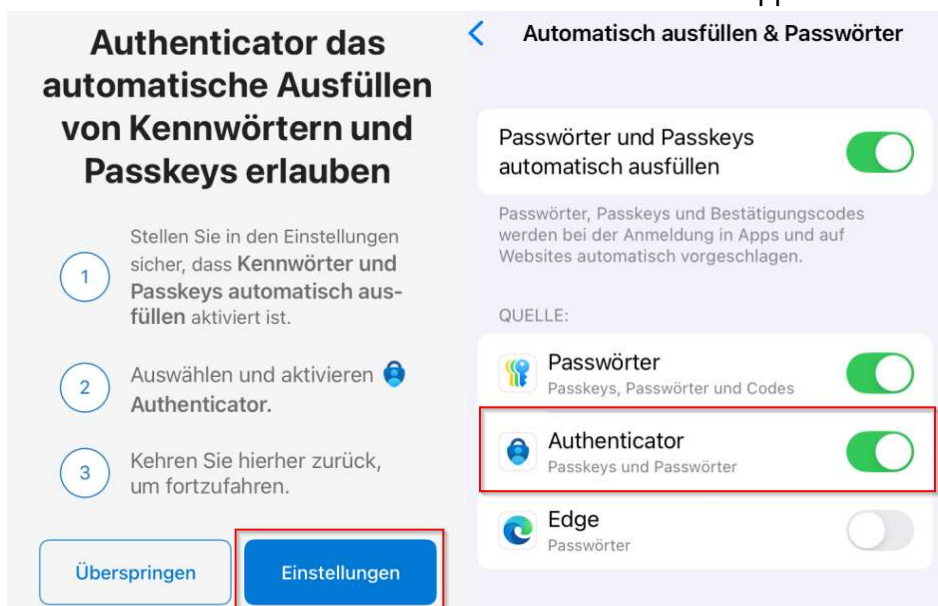 Authenticator das
automatische Ausfüllen
von Kennwörtern und
Passkeys erlauben
1
Stellen Sie in den Einstellungen
sicher, dass Kennwörter und
Passkeys automatisch aus-
füllen aktiviert ist.
2
Auswählen und aktivieren
Authenticator.
3
Kehren Sie hierher zurück,
um fortzufahren.
Überspringen
Einstellungen
Automatisch ausfüllen & Passwörter
Passwörter und Passkeys
automatisch ausfüllen
Passwörter, Passkeys und Bestätigungscodes
werden bei der Anmeldung in Apps und auf
Websites automatisch vorgeschlagen.
QUELLE:
Passwörter
Passkeys, Passwörter und Codes
Authenticator
Passkeys und Passwörter
Edge
Passwörter